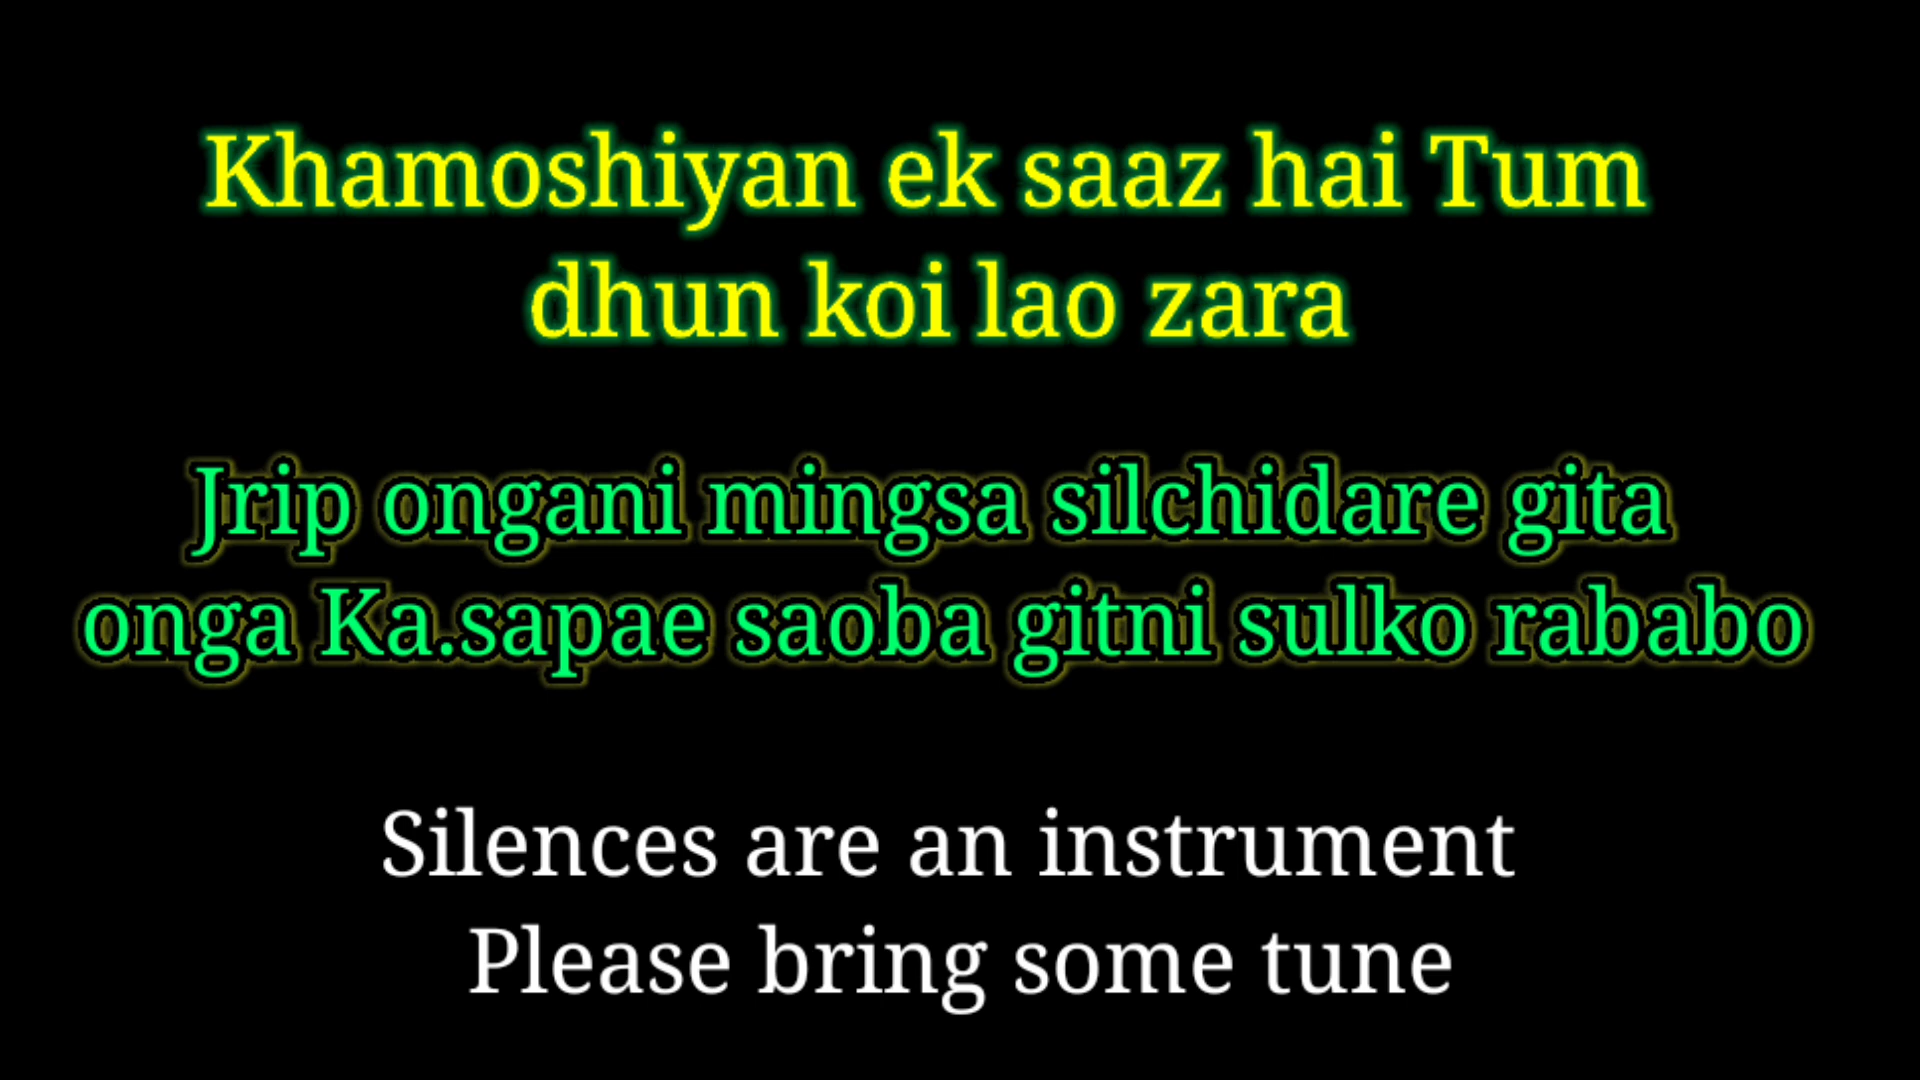 Khamoshiyan ek saaz hai Tum
dhun koi lao zara
Jrip ongani mingsa silchidare gita
onga Ka.sapae saoba gitni sulko rababo
Silences are an instrument
Please bring some tune